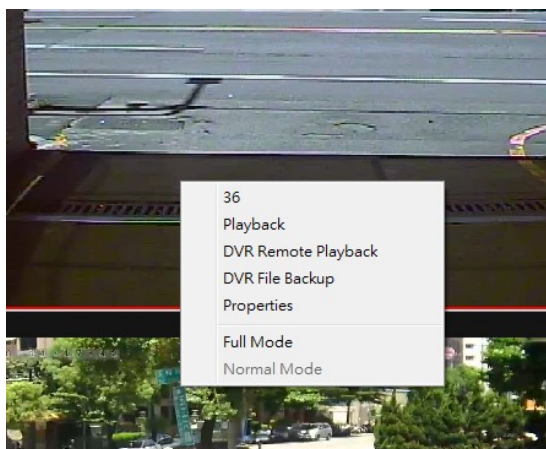 36
Playback
DVR Remote Playback
DVR File Backup
Properties
Full Mode
Normal Mode